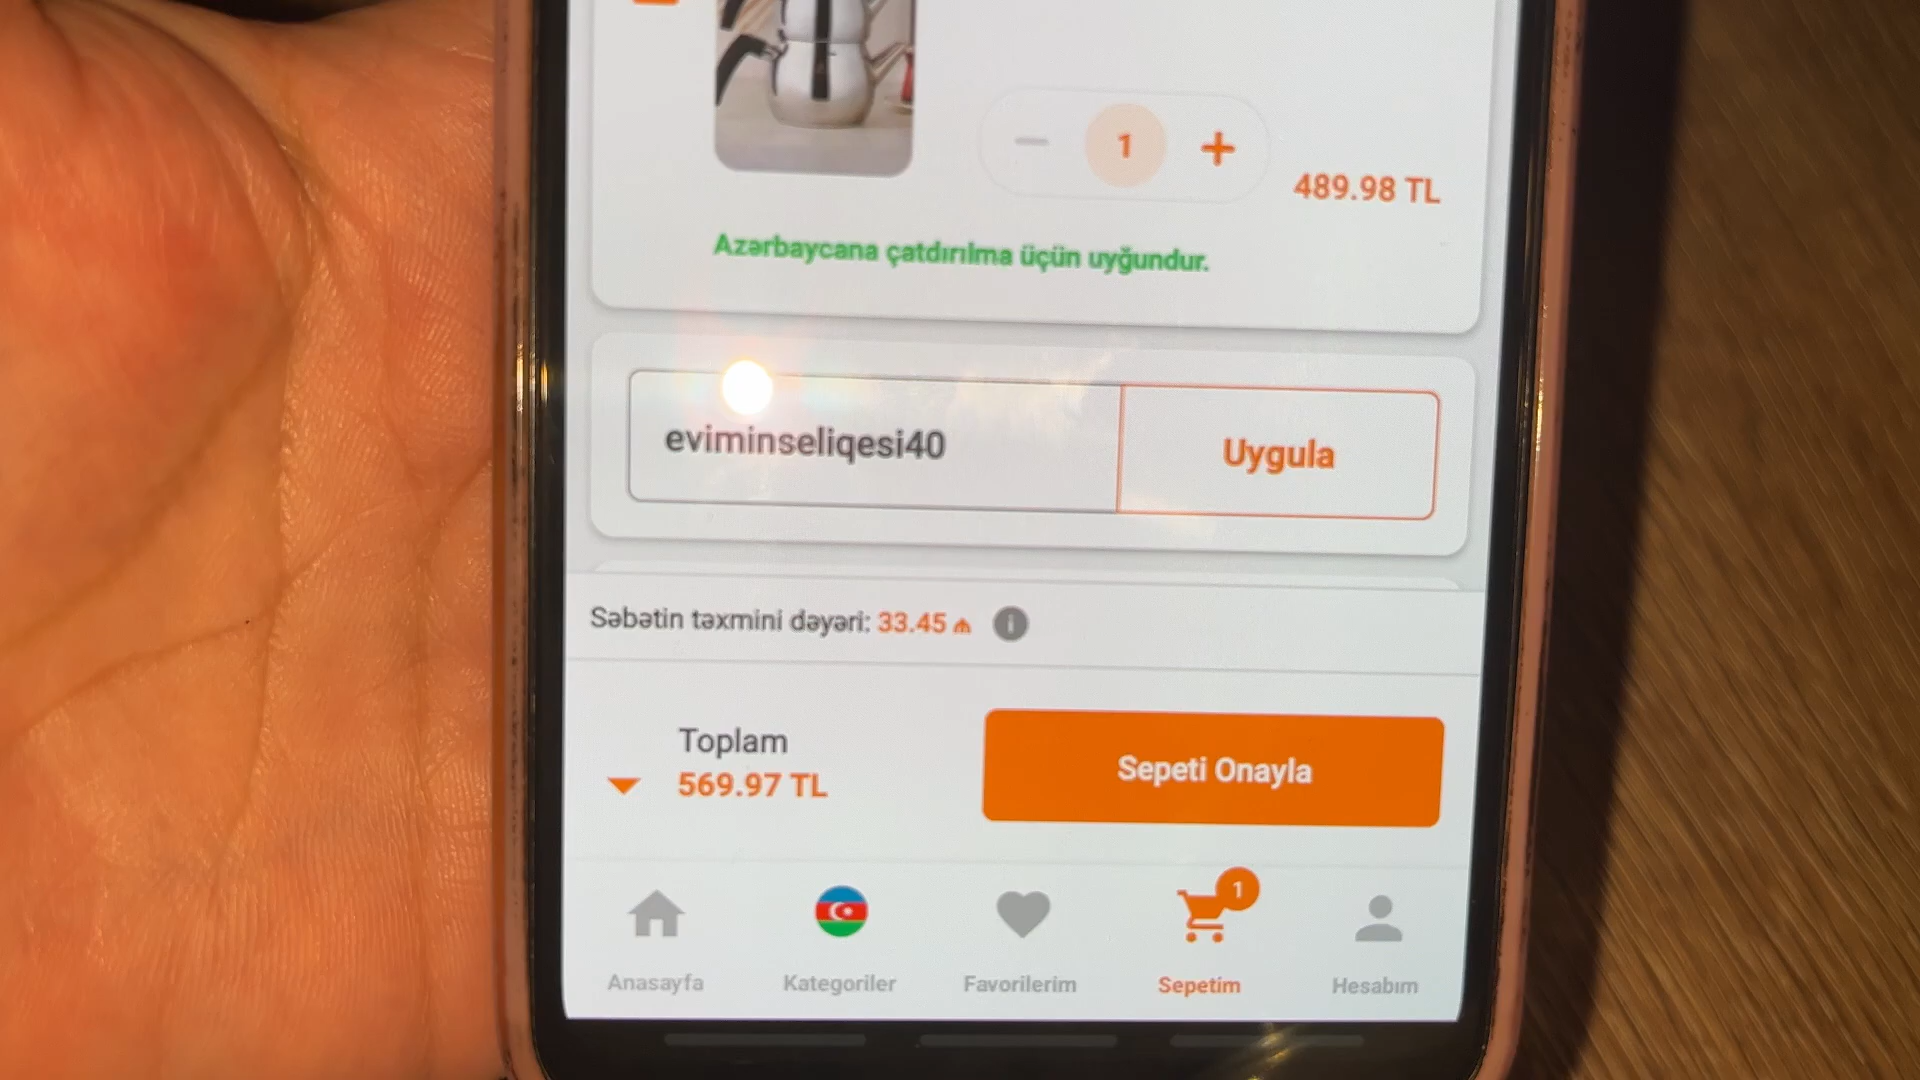 1
489.98 TL
Azərbaycana çatdırılma üçün uyğundur.
eviminseliqesi40
Uygula
Səbətin təxmini dəyəri: 33.45 ₼
Toplam
569.97 TL
Sepeti Onayla
1
Anasayfa
Kategoriler
Favorilerim
Sepetim
Hesabım